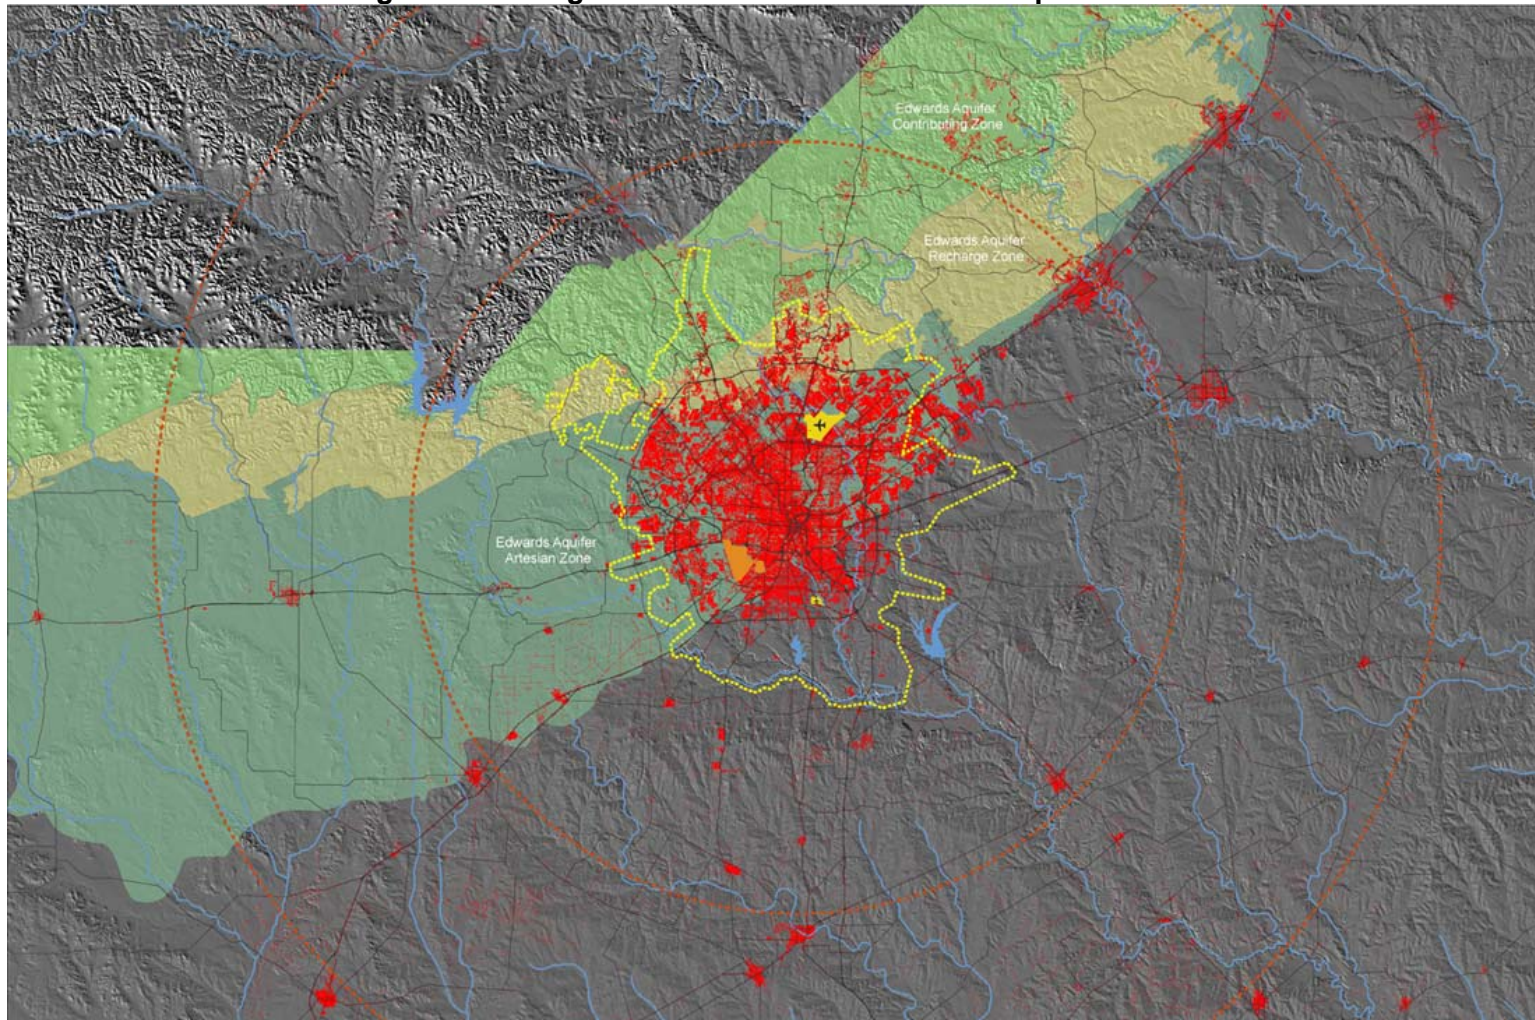 Edwards Aquifer
Contributing Zone
Edwards Aquifer
Recharge Zone
Edwards Aquifer
Artesian Zone